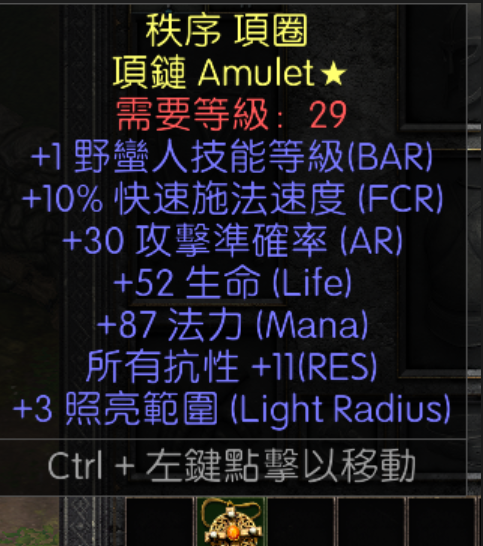 秩序 項圈
項鏈 Amulet★
需要等級: 29
+1 野蠻人技能等級(BAR)
+10% 快速施法速度 (FCR)
+30 攻擊準確率 (AR)
+52 生命 (Life)
+87 法力 (Mana)
所有抗性 +11(RES)
+3 照亮範圍 (Light Radius)
Ctrl + 左鍵點擊以移動